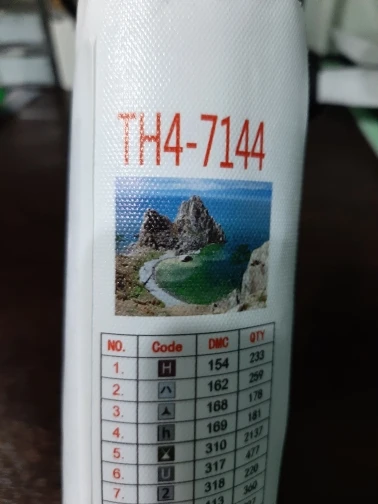 TH4-7144
NO. Code DMC QTY
1. H 154 233
2. 162 259
3. 168 178
4. h 169 181
5. X 310 2137
6. U 317 477
7. 2 318 220